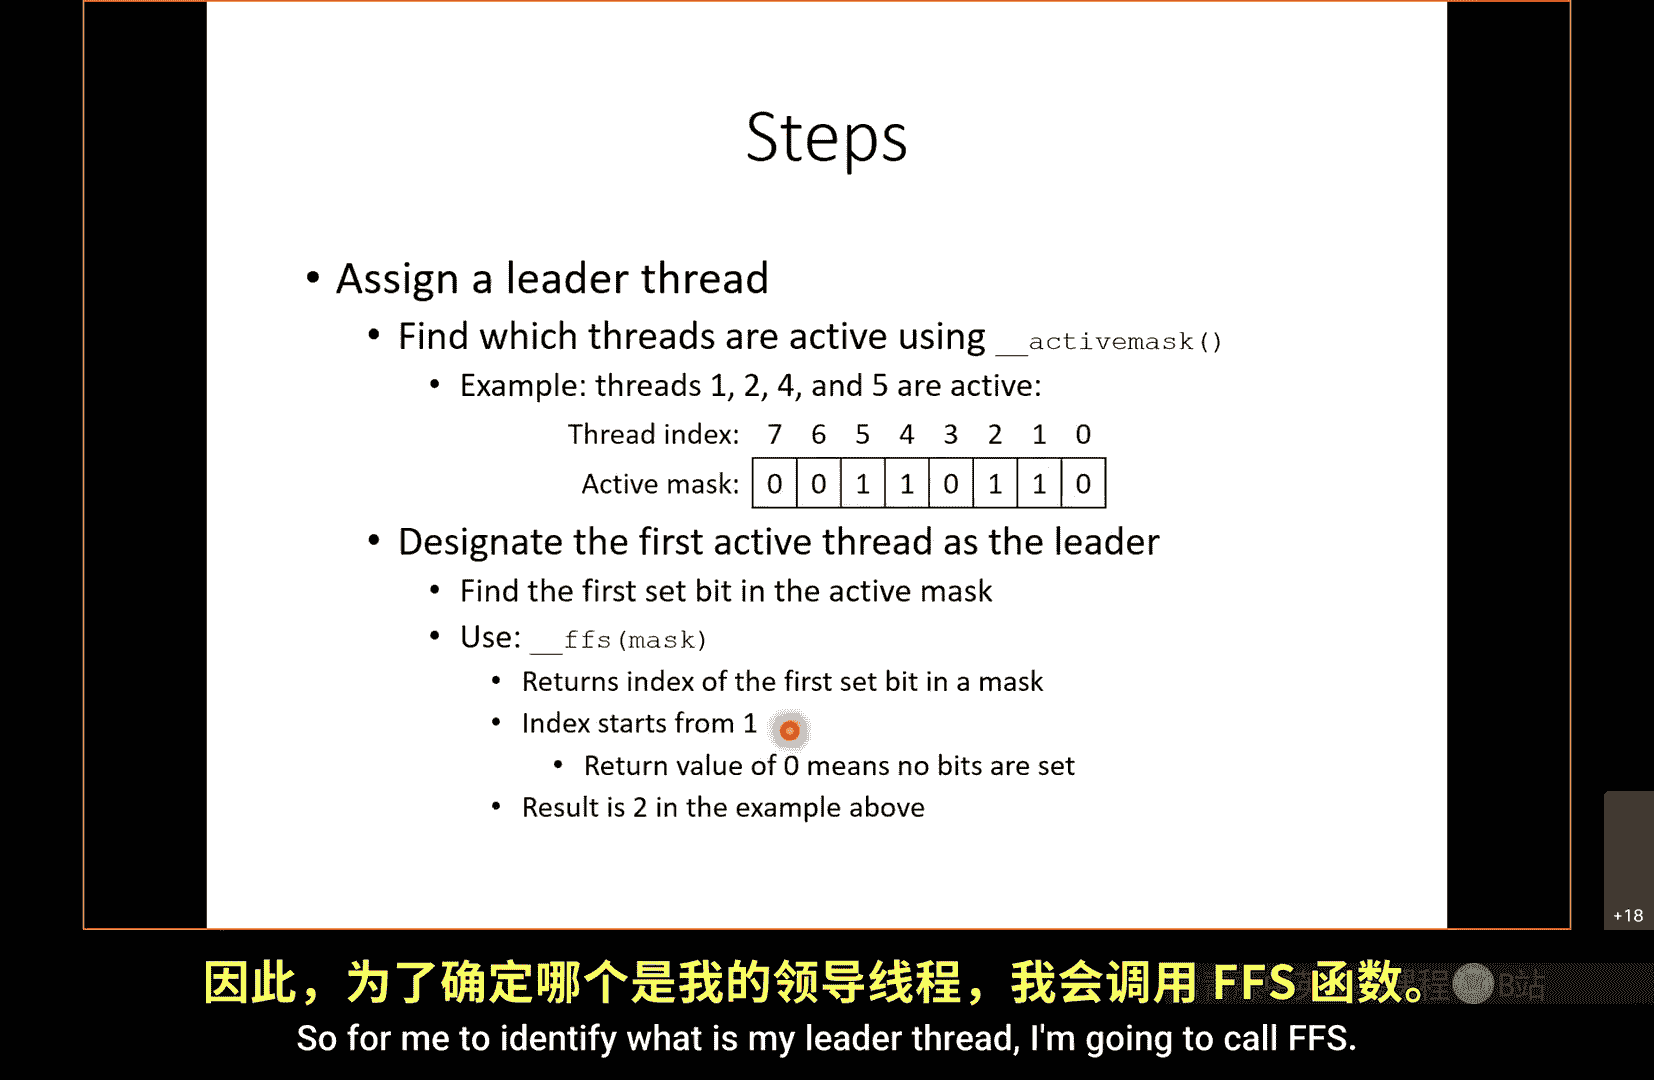 Steps
• Assign a leader thread
• Find which threads are active using __activemask()
• Example: threads 1, 2, 4, and 5 are active:
Thread index: 7 6 5 4 3 2 1 0
Active mask: 0 0 1 1 0 1 1 0
• Designate the first active thread as the leader
• Find the first set bit in the active mask
• Use: __ffs(mask)
• Returns index of the first set bit in a mask
• Index starts from 1
• Return value of 0 means no bits are set
• Result is 2 in the example above
+18
因此，为了确定哪个是我的领导线程，我会调用 FFS 函数。
B站
So for me to identify what is my leader thread, I'm going to call FFS.